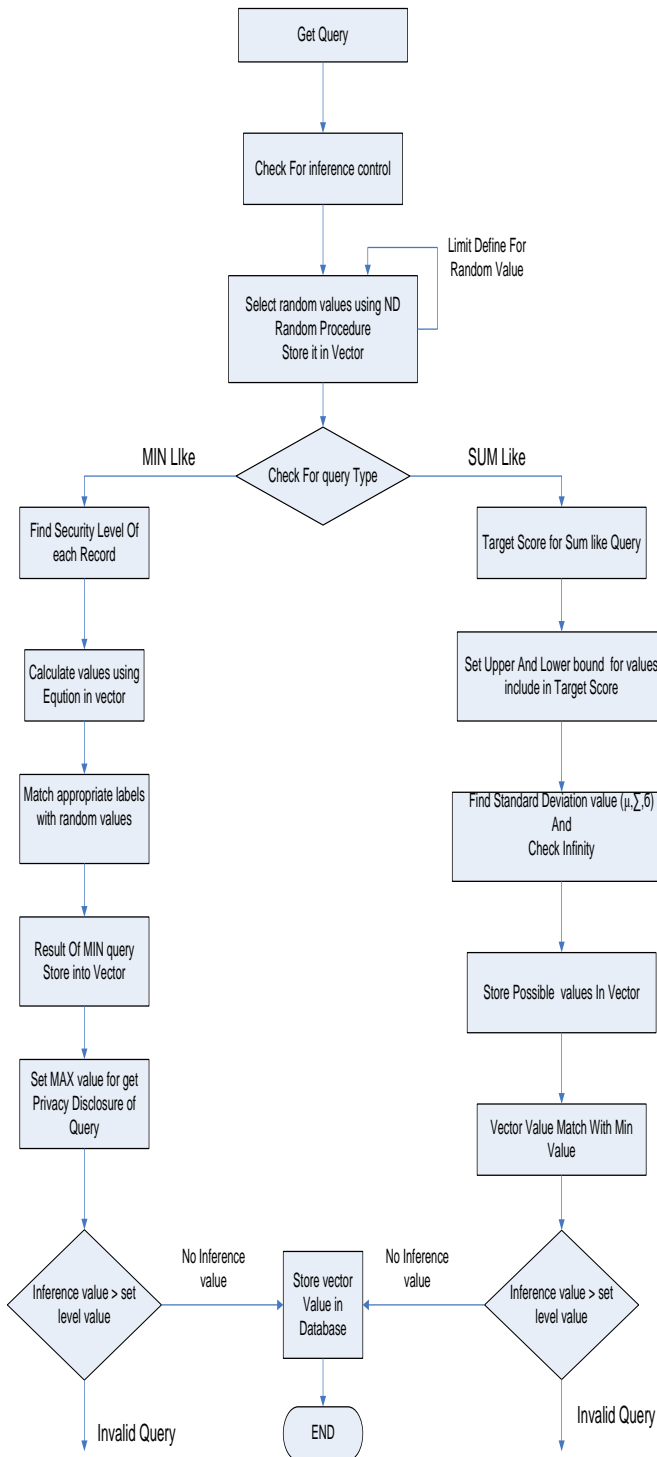 Get Query
Check For inference control
Limit Define For
Random Value
Select random values using ND
Random Procedure
Store it in Vector
MIN LIke
Check For query Type
SUM Like
Find Security Level Of
each Record
Target Score for Sum like Query
Calculate values using
Eqution in vector
Set Upper And Lower bound for values
include in Target Score
Match appropriate labels
with random values
Find Standard Deviation value (μ,∑,б)
And
Check Infinity
Result Of MIN query
Store into Vector
Store Possible values In Vector
Set MAX value for get
Privacy Disclosure of
Query
Vector Value Match With Min
Value
Inference value > set
level value
No Inference
value
Store vector
Value in
Database
No Inference
value
Inference value > set
level value
Invalid Query
END
Invalid Query